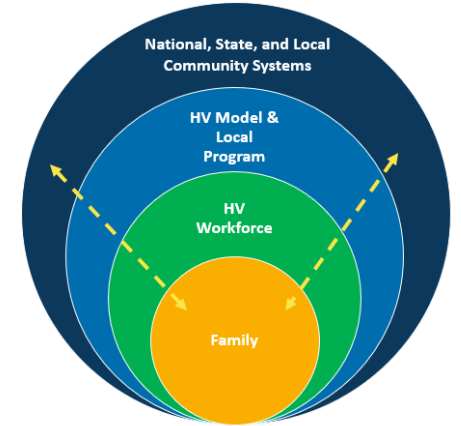 National, State, and Local
Community Systems
HV Model &
Local
Program
HV
Workforce
Family